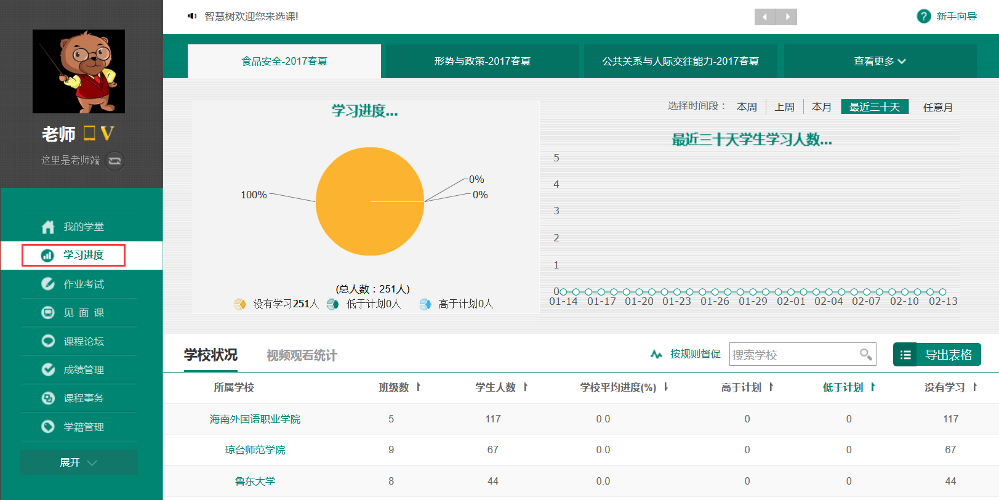 智慧树欢迎您来选课!
? 新手向导
食品安全-2017春夏
形势与政策-2017春夏
公共关系与人际交往能力-2017春夏
查看更多
老师 V
这里是老师端
我的学堂
学习进度
作业考试
见 面 课
课程论坛
成绩管理
课程事务
学籍管理
展开
学习进度...
100%
0%
0%
(总人数：251人)
没有学习251人 低于计划0人 高于计划0人
选择时间段： 本周 上周 本月 最近三十天 任意月
最近三十天学生学习人数...
5
4
3
2
1
0
01-14 01-17 01-20 01-23 01-26 01-29 02-01 02-04 02-07 02-10 02-13
学校状况 视频观看统计 按规则督促 搜索学校 导出表格
所属学校 班级数 学生人数 学校平均进度(%) 高于计划 低于计划 没有学习
海南外国语职业学院 5 117 0.0 0 0 117
琼台师范学院 9 67 0.0 0 0 67
鲁东大学 8 44 0.0 0 0 44